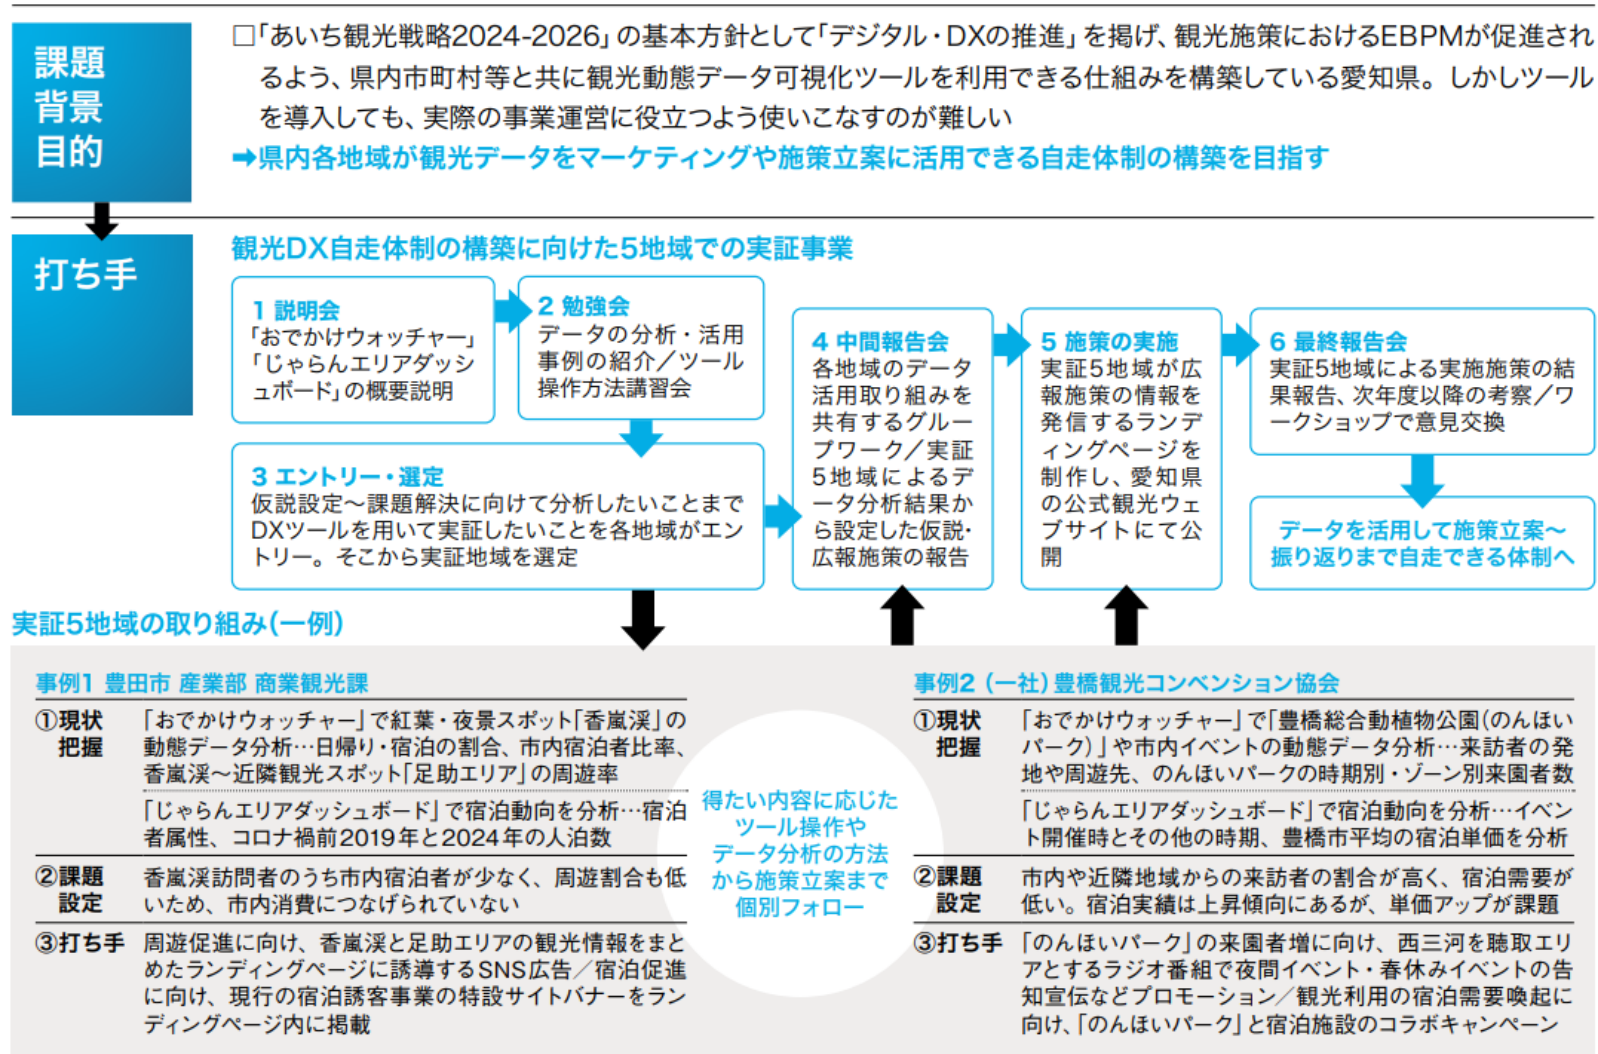 課題
背景
目的
□「あいち観光戦略2024-2026」の基本方針として「デジタル・DXの推進」を掲げ、観光施策におけるEBPMが促進され
るよう、県内市町村等と共に観光動態データ可視化ツールを利用できる仕組みを構築している愛知県。しかしツール
を導入しても、実際の事業運営に役立つよう使いこなすのが難しい
➡県内各地域が観光データをマーケティングや施策立案に活用できる自走体制の構築を目指す
打ち手
観光DX自走体制の構築に向けた5地域での実証事業
1 説明会
「おでかけウォッチャー」
「じゃらんエリアダッシ
ュボード」の概要説明
2 勉強会
データの分析・活用
事例の紹介／ツール
操作方法講習会
3 エントリー・選定
仮説設定〜課題解決に向けて分析したいことまで
DXツールを用いて実証したいことを各地域がエン
トリー。そこから実証地域を選定
4 中間報告会
各地域のデータ
活用取り組みを
共有するグルー
プワーク／実証
5地域によるデ
ータ分析結果か
ら設定した仮説・
広報施策の報告
5 施策の実施
実証5地域が広
報施策の情報を
発信するランデ
ィングページを
制作し、愛知県
の公式観光ウェ
ブサイトにて公
開
6 最終報告会
実証5地域による実施施策の結
果報告、次年度以降の考察／ワ
ークショップで意見交換
データを活用して施策立案〜
振り返りまで自走できる体制へ
実証5地域の取り組み(一例)
事例1 豊田市 産業部 商業観光課
①現状
把握
「おでかけウォッチャー」で紅葉・夜景スポット「香嵐渓」の
動態データ分析…日帰り・宿泊の割合、市内宿泊者比率、
香嵐渓〜近隣観光スポット「足助エリア」の周遊率
「じゃらんエリアダッシュボード」で宿泊動向を分析…宿泊
者属性、コロナ禍前2019年と2024年の人泊数
②課題
設定
香嵐渓訪問者のうち市内宿泊者が少なく、周遊割合も低
いため、市内消費につなげられていない
③打ち手
周遊促進に向け、香嵐渓と足助エリアの観光情報をまと
めたランディングページに誘導するSNS広告／宿泊促進
に向け、現行の宿泊誘客事業の特設サイトバナーをラン
ディングページ内に掲載
得たい内容に応じた
ツール操作や
データ分析の方法
から施策立案まで
個別フォロー
事例2 (一社)豊橋観光コンベンション協会
①現状
把握
「おでかけウォッチャー」で「豊橋総合動植物公園(のんほい
パーク)」や市内イベントの動態データ分析…来訪者の発
地や周遊先、のんほいパークの時期別・ゾーン別来園者数
「じゃらんエリアダッシュボード」で宿泊動向を分析…イベン
ト開催時とその他の時期、豊橋市平均の宿泊単価を分析
②課題
設定
市内や近隣地域からの来訪者の割合が高く、宿泊需要が
低い。宿泊実績は上昇傾向にあるが、単価アップが課題
③打ち手
「のんほいパーク」の来園者増に向け、西三河を聴取エリ
アとするラジオ番組で夜間イベント・春休みイベントの告
知宣伝などプロモーション／観光利用の宿泊需要喚起に
向け、「のんほいパーク」と宿泊施設のコラボキャンペーン